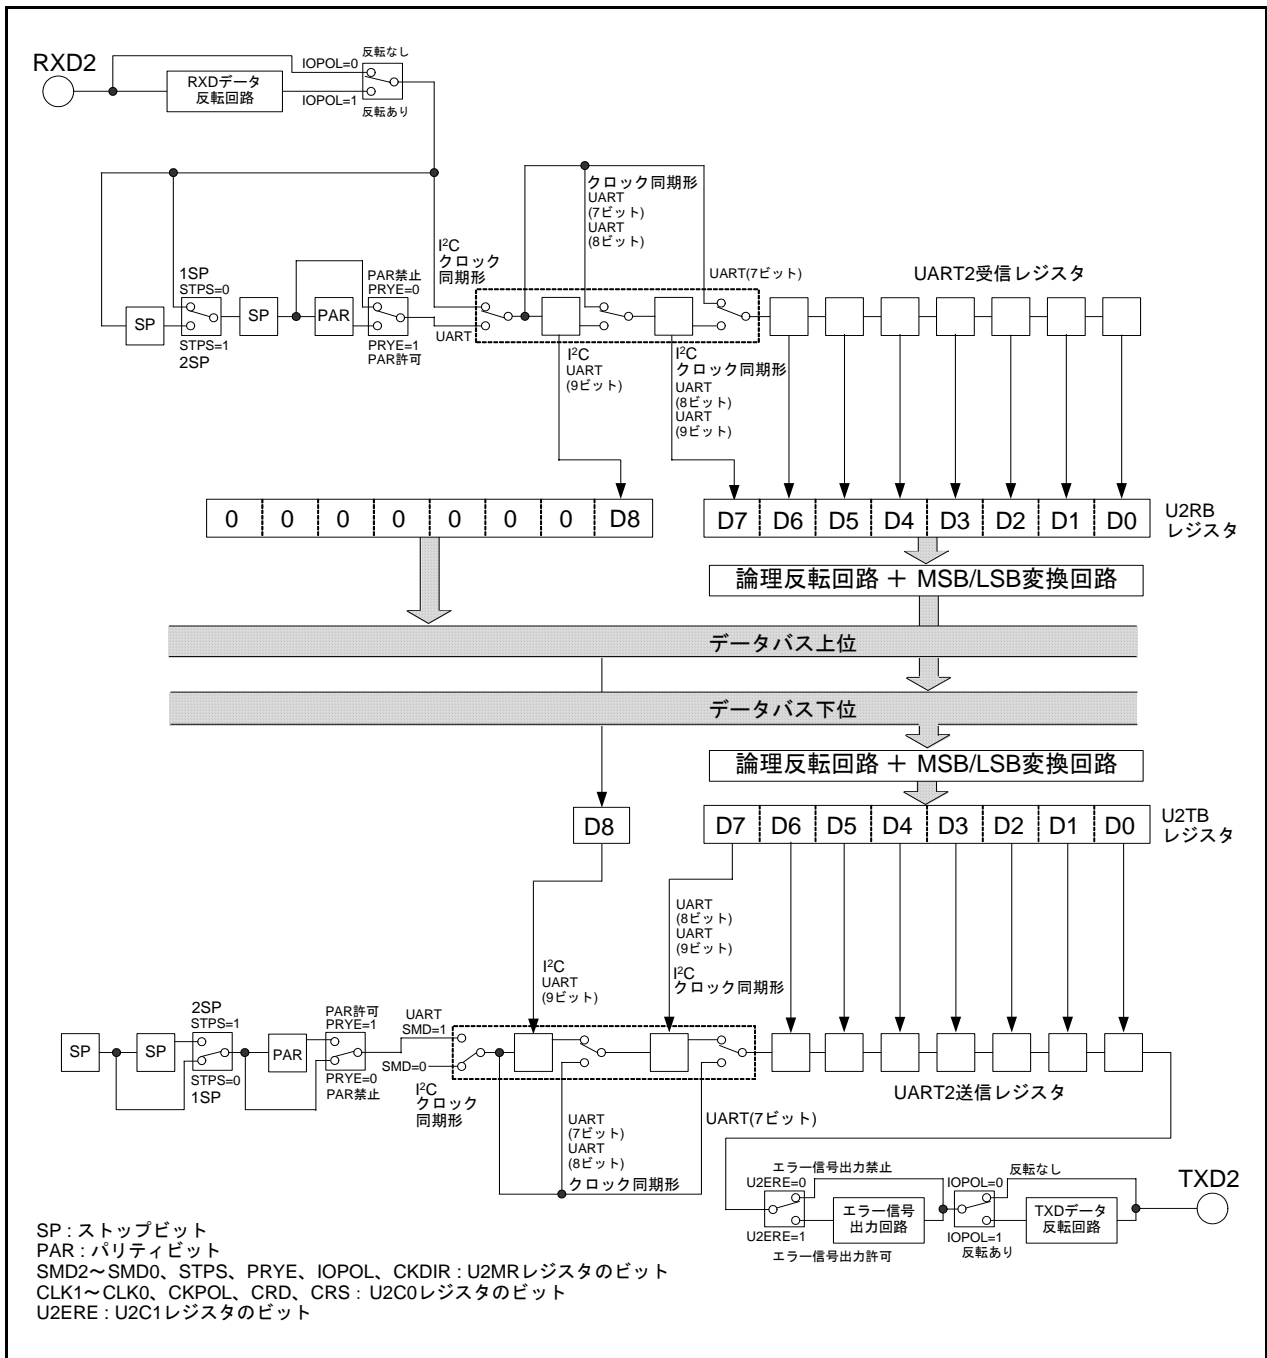 RXD2
RXDデータ
反転回路
IOPOL=0
反転なし
IOPOL=1
反転あり
1SP
STPS=0
SP
STPS=1
2SP
SP
PAR
PAR禁止
PRYE=0
PRYE=1
PAR許可
I²C
クロック
同期形
UART
クロック同期形
UART
(7ビット)
UART
(8ビット)
UART(7ビット)
UART2受信レジスタ
I²C
UART
(9ビット)
I²C
クロック同期形
UART
(8ビット)
UART
(9ビット)
0 0 0 0 0 0 0 D8
D7 D6 D5 D4 D3 D2 D1 D0
U2RB
レジスタ
論理反転回路 + MSB/LSB変換回路
データバス上位
データバス下位
論理反転回路 + MSB/LSB変換回路
D8
D7 D6 D5 D4 D3 D2 D1 D0
U2TB
レジスタ
UART
(8ビット)
UART
(9ビット)
I²C
クロック同期形
I²C
UART
(9ビット)
SP
SP
2SP
STPS=1
STPS=0
1SP
PAR
PAR許可
PRYE=1
PRYE=0
PAR禁止
UART
SMD=1
SMD=0
I²C
クロック
同期形
UART
(7ビット)
UART
(8ビット)
クロック同期形
UART(7ビット)
UART2送信レジスタ
エラー信号出力禁止
U2ERE=0
U2ERE=1
エラー信号出力許可
エラー信号
出力回路
IOPOL=0
反転なし
IOPOL=1
反転あり
TXDデータ
反転回路
TXD2
SP : ストップビット
PAR : パリティビット
SMD2~SMD0、STPS、PRYE、IOPOL、CKDIR : U2MRレジスタのビット
CLK1~CLK0、CKPOL、CRD、CRS : U2C0レジスタのビット
U2ERE : U2C1レジスタのビット